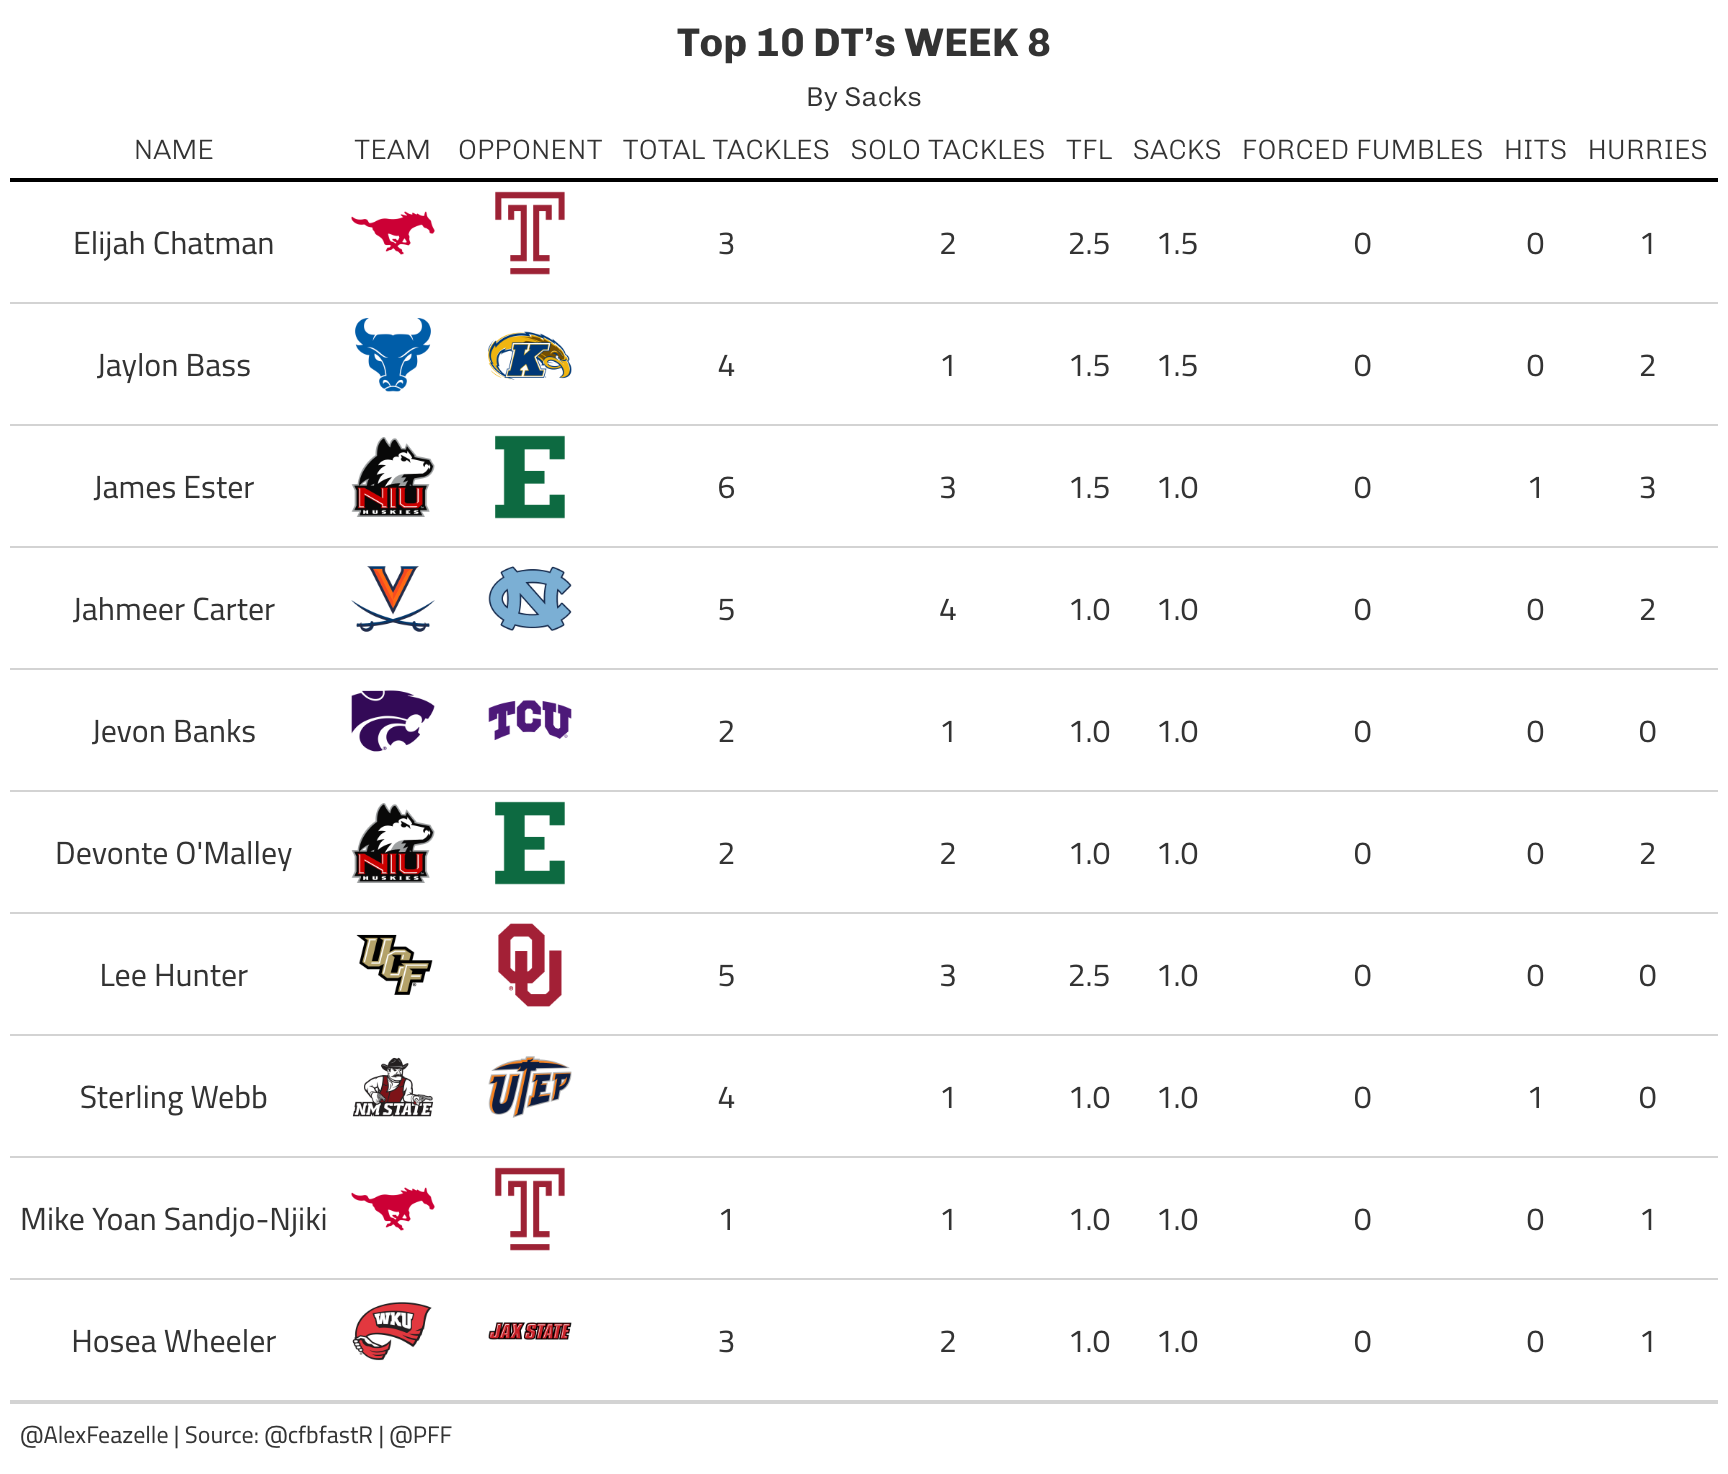 Top 10 DT’s WEEK 8
By Sacks
NAME TEAM OPPONENT TOTAL TACKLES SOLO TACKLES TFL SACKS FORCED FUMBLES HITS HURRIES
Elijah Chatman T 3 2 2.5 1.5 0 0 1
Jaylon Bass K 4 1 1.5 1.5 0 0 2
James Ester NIU HUSKIES E 6 3 1.5 1.0 0 1 3
Jahmeer Carter V NC 5 4 1.0 1.0 0 0 2
Jevon Banks TCU 2 1 1.0 1.0 0 0 0
Devonte O'Malley NIU HUSKIES E 2 2 1.0 1.0 0 0 2
Lee Hunter UCF OU 5 3 2.5 1.0 0 0 0
Sterling Webb NM STATE UTEP 4 1 1.0 1.0 0 1 0
Mike Yoan Sandjo-Njiki T 1 1 1.0 1.0 0 0 1
Hosea Wheeler WKU JAX STATE 3 2 1.0 1.0 0 0 1
@AlexFeazelle | Source: @cfbfastR | @PFF